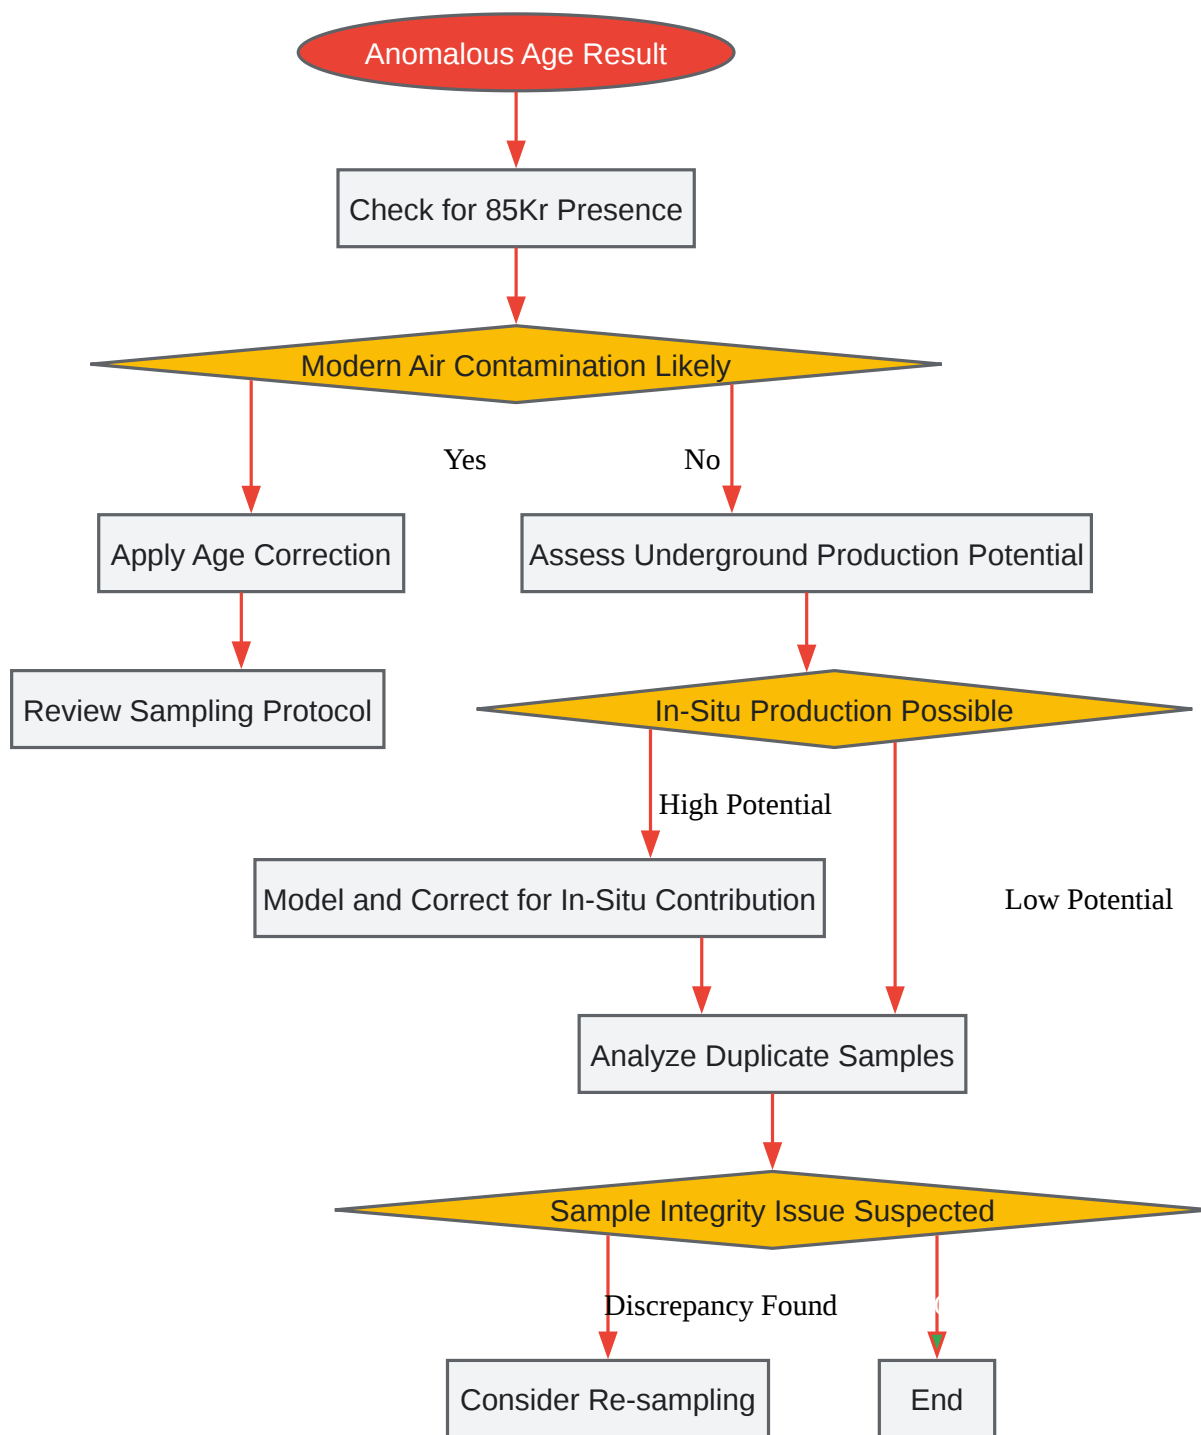 Anomalous Age Result
Check for 85Kr Presence
Modern Air Contamination Likely
Yes
No
Apply Age Correction
Assess Underground Production Potential
Review Sampling Protocol
In-Situ Production Possible
High Potential
Model and Correct for In-Situ Contribution
Low Potential
Analyze Duplicate Samples
Sample Integrity Issue Suspected
Discrepancy Found
Consider Re-sampling
End